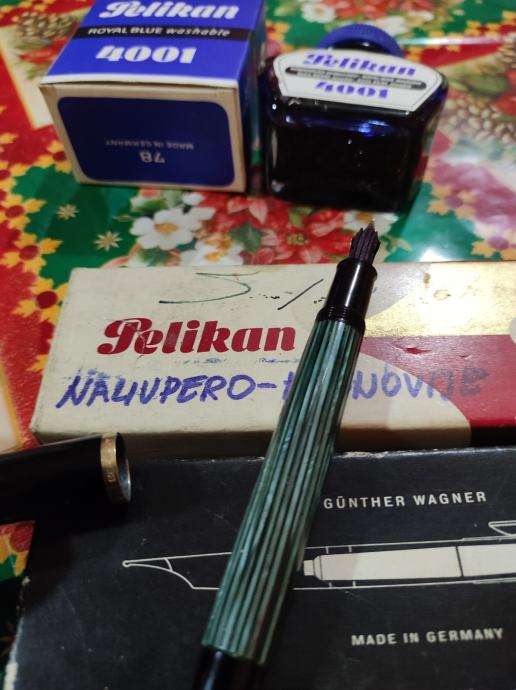 Pelikan
ROYAL BLUE washable
4001
78
MADE IN GERMANY
Pelikan
4001
Pelikan
NALIVPERO-
GÜNTHER WAGNER
MADE IN GERMANY